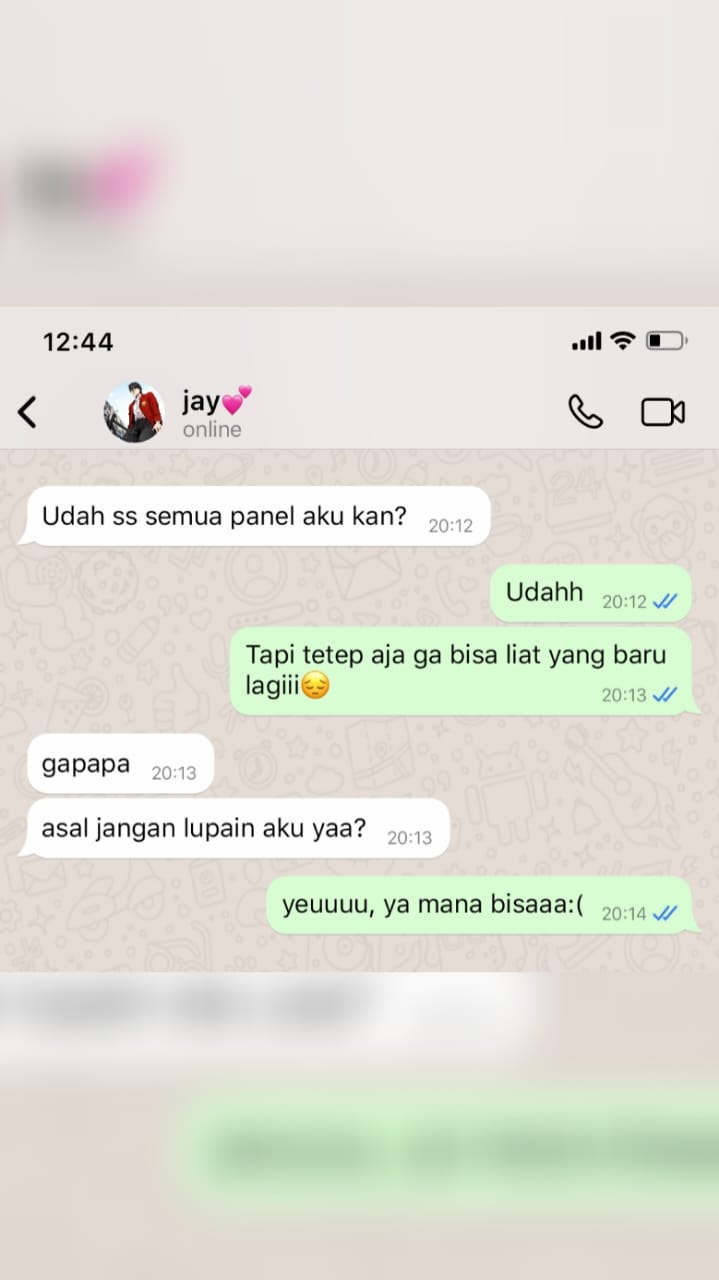 12:44
jay💕
online
Udah ss semua panel aku kan? 20:12
Udahh 20:12
Tapi tetep aja ga bisa liat yang baru
lagiii😔 20:13
gapapa 20:13
asal jangan lupain aku yaa? 20:13
yeuuuu, ya mana bisaaa:( 20:14